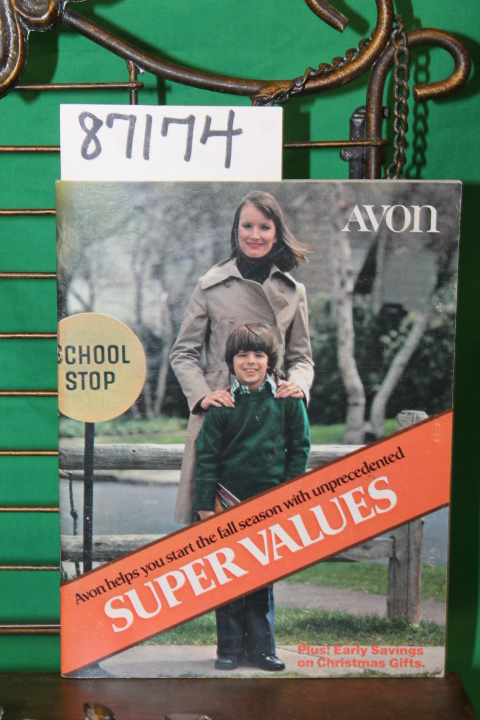 87174
AVON
SCHOOL
STOP
Avon helps you start the fall season with unprecedented
SUPER VALUES
Plus! Early Savings
on Christmas Gifts.